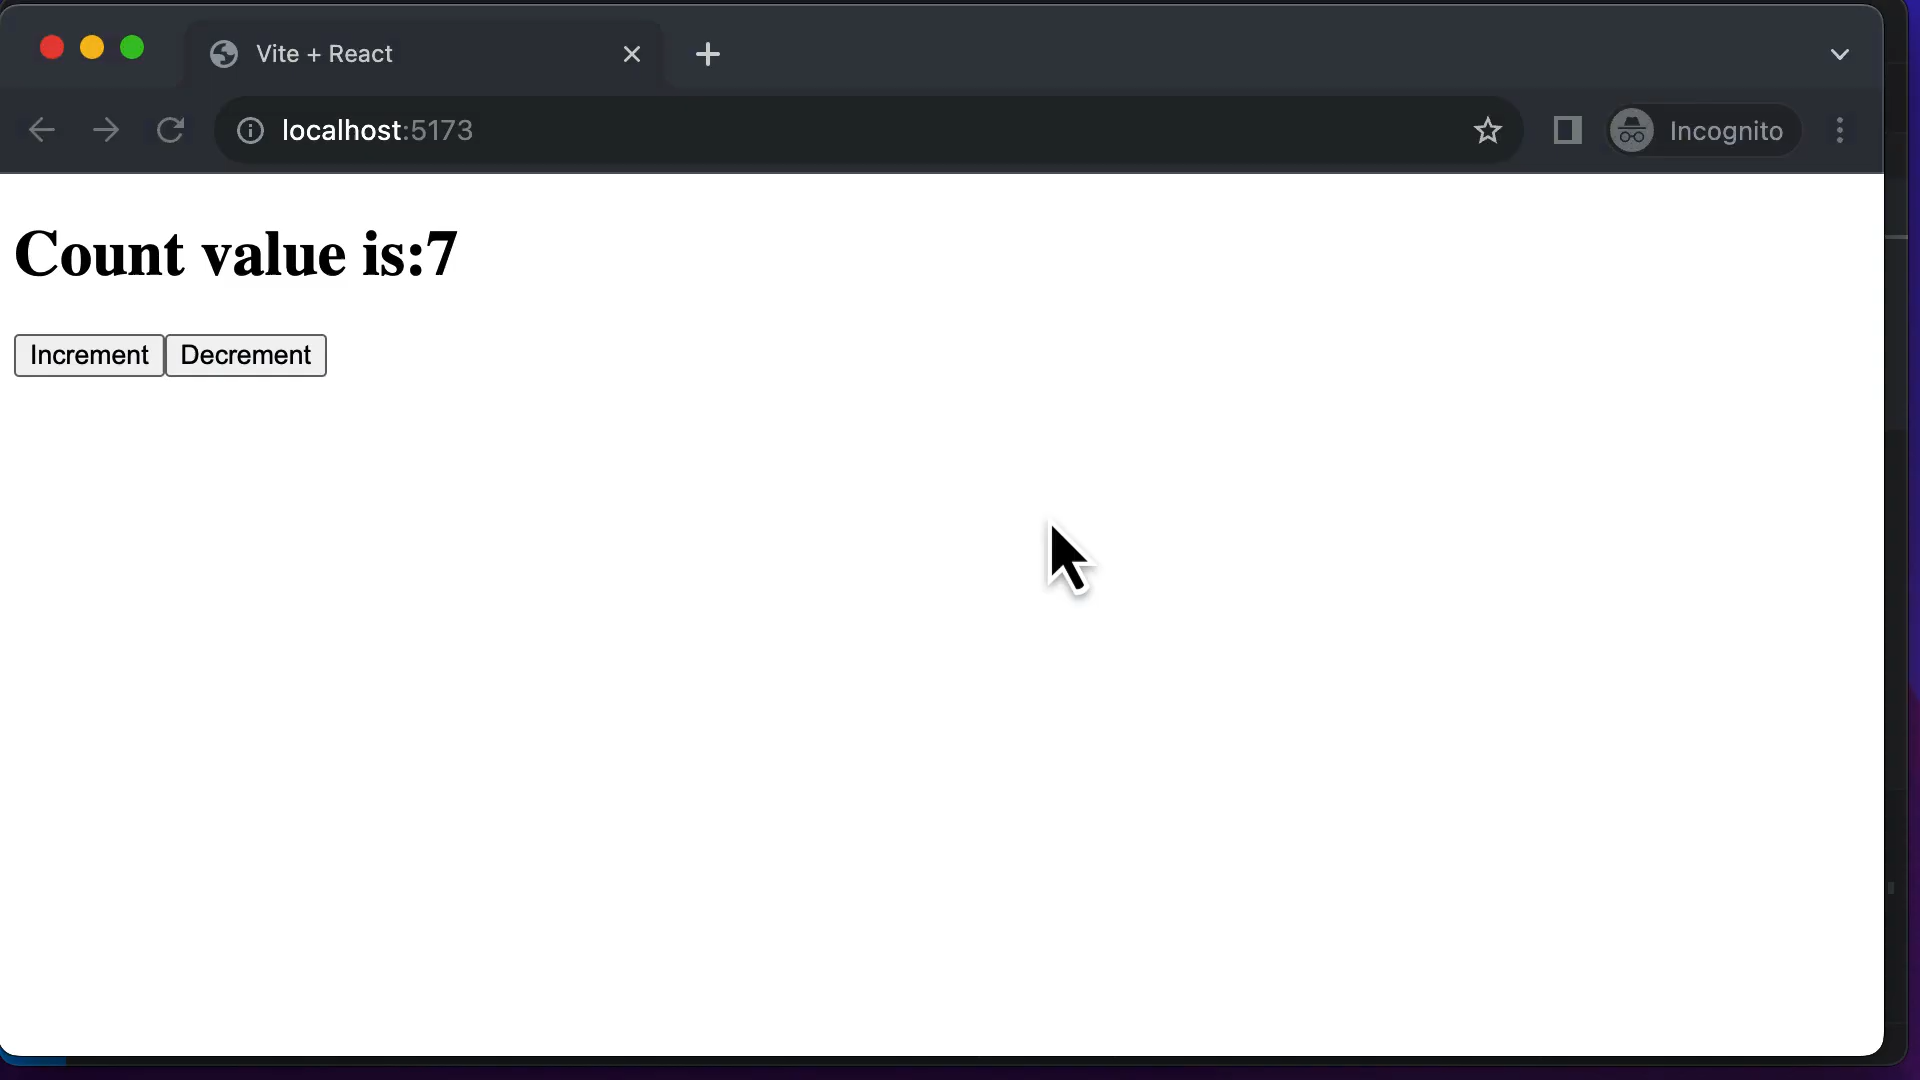 Vite + React
localhost:5173
Incognito
Count value is:7
Increment Decrement